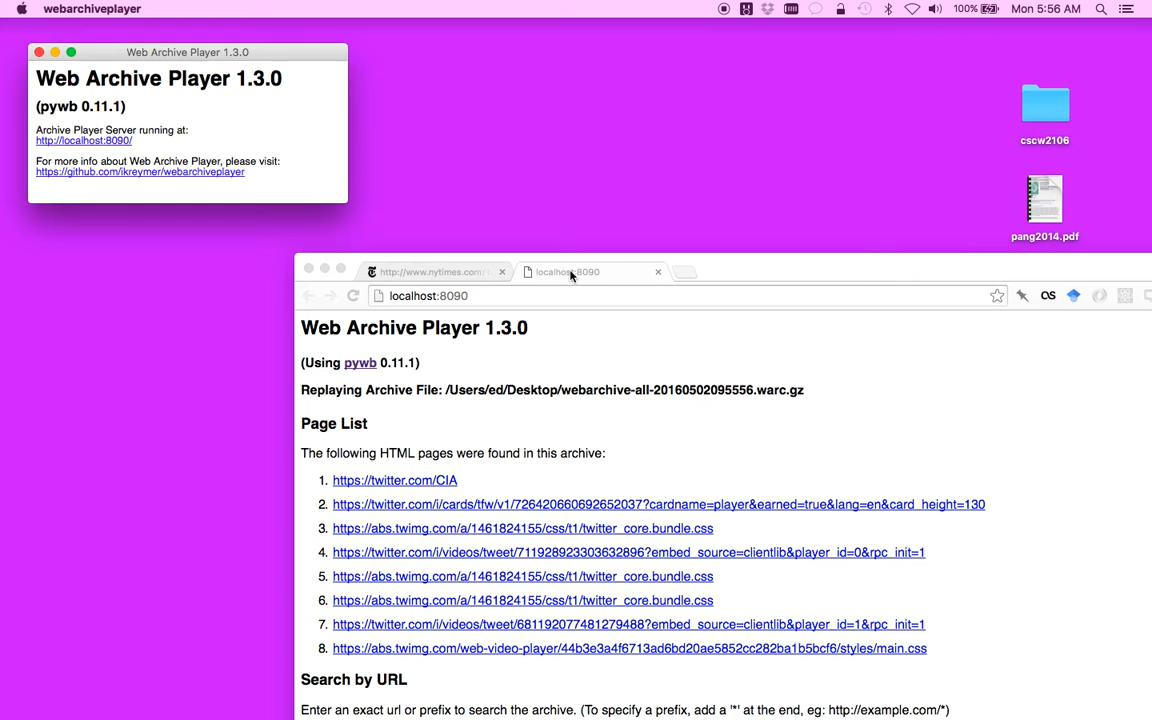 webarchiveplayer
100%
Mon 5:56 AM
Web Archive Player 1.3.0
Web Archive Player 1.3.0
(pywb 0.11.1)
Archive Player Server running at:
http://localhost:8090/
For more info about Web Archive Player, please visit:
https://github.com/ikreymer/webarchiveplayer
cscw2106
pang2014.pdf
http://www.nytimes.com/
localhost:8090
localhost:8090
Web Archive Player 1.3.0
(Using pywb 0.11.1)
Replaying Archive File: /Users/ed/Desktop/webarchive-all-20160502095556.warc.gz
Page List
The following HTML pages were found in this archive:
1. https://twitter.com/CIA
2. https://twitter.com/i/cards/tfw/v1/726420660692652037?cardname=player&earned=true&lang=en&card_height=130
3. https://abs.twimg.com/a/1461824155/css/t1/twitter_core.bundle.css
4. https://twitter.com/i/videos/tweet/711928923303632896?embed_source=clientlib&player_id=0&rpc_init=1
5. https://abs.twimg.com/a/1461824155/css/t1/twitter_core.bundle.css
6. https://abs.twimg.com/a/1461824155/css/t1/twitter_core.bundle.css
7. https://twitter.com/i/videos/tweet/681192077481279488?embed_source=clientlib&player_id=1&rpc_init=1
8. https://abs.twimg.com/web-video-player/44b3e3a4f6713ad6bd20ae5852cc282ba1b5bcf6/styles/main.css
Search by URL
Enter an exact url or prefix to search the archive. (To specify a prefix, add a '*' at the end, eg: http://example.com/*)